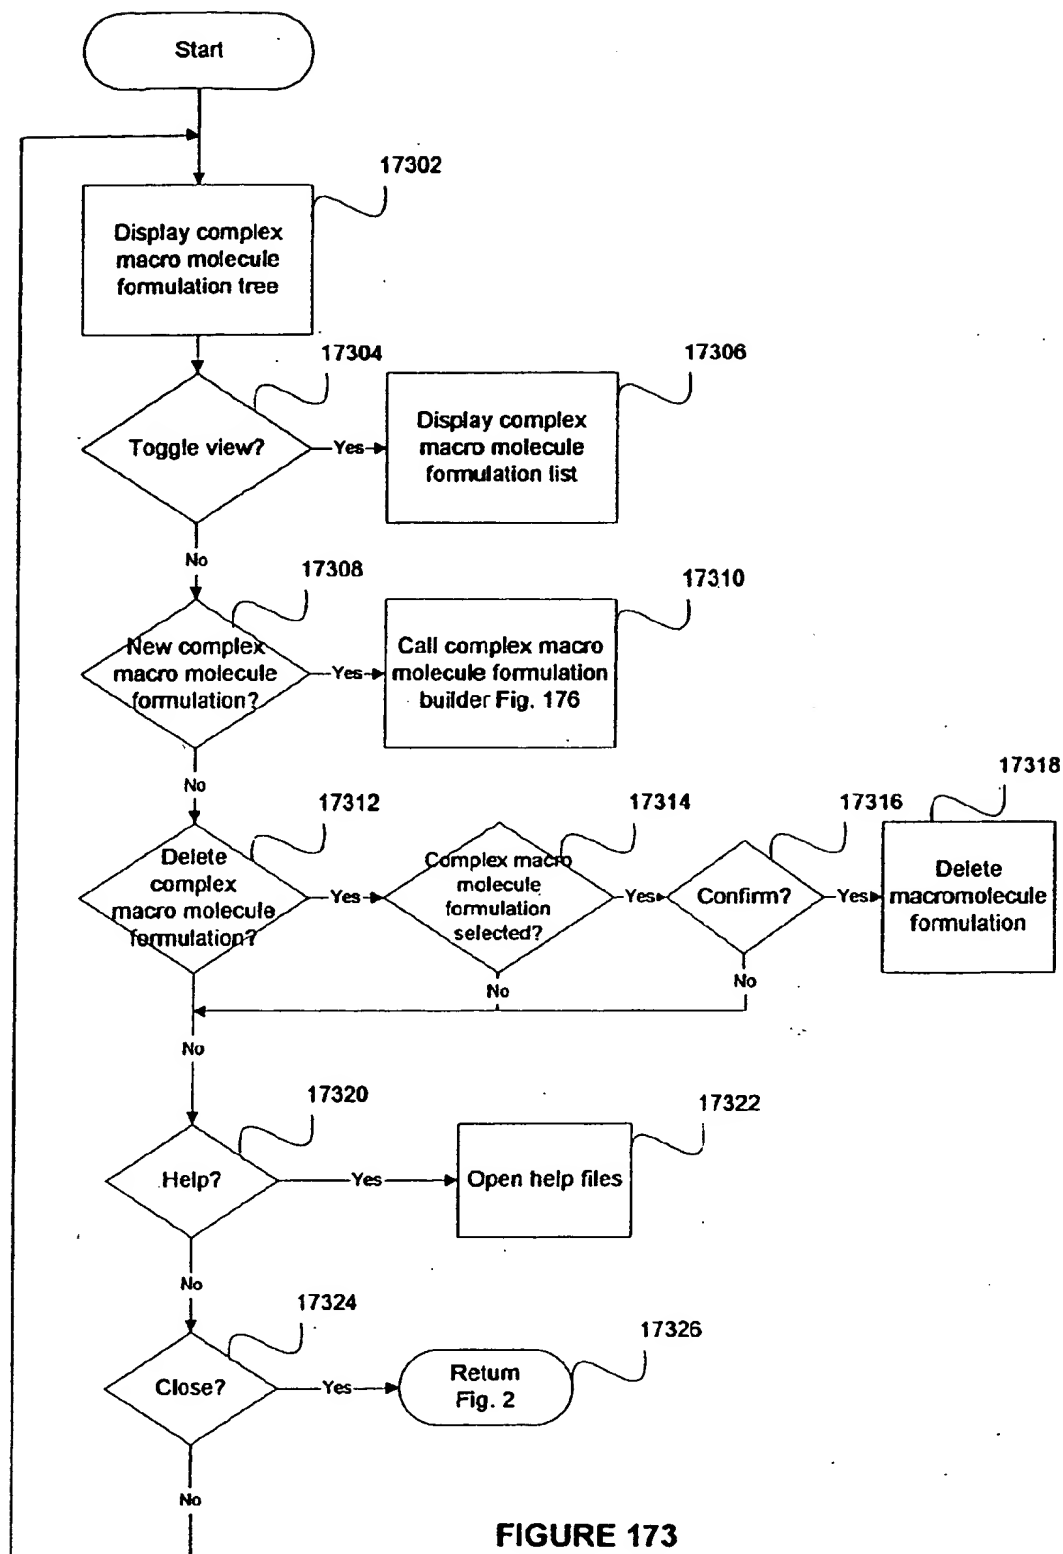 Start
17302
Display complex
macro molecule
formulation tree
17304
Toggle view?
Yes
17306
Display complex
macro molecule
formulation list
No
17308
New complex
macro molecule
formulation?
Yes
17310
Call complex macro
molecule formulation
builder Fig. 176
No
17312
Delete
complex
macro molecule
formulation?
Yes
17314
Complex macro
molecule
formulation
selected?
Yes
17316
Confirm?
Yes
17318
Delete
macromolecule
formulation
No
No
No
17320
Help?
Yes
17322
Open help files
No
17324
Close?
Yes
17326
Return
Fig. 2
No
FIGURE 173